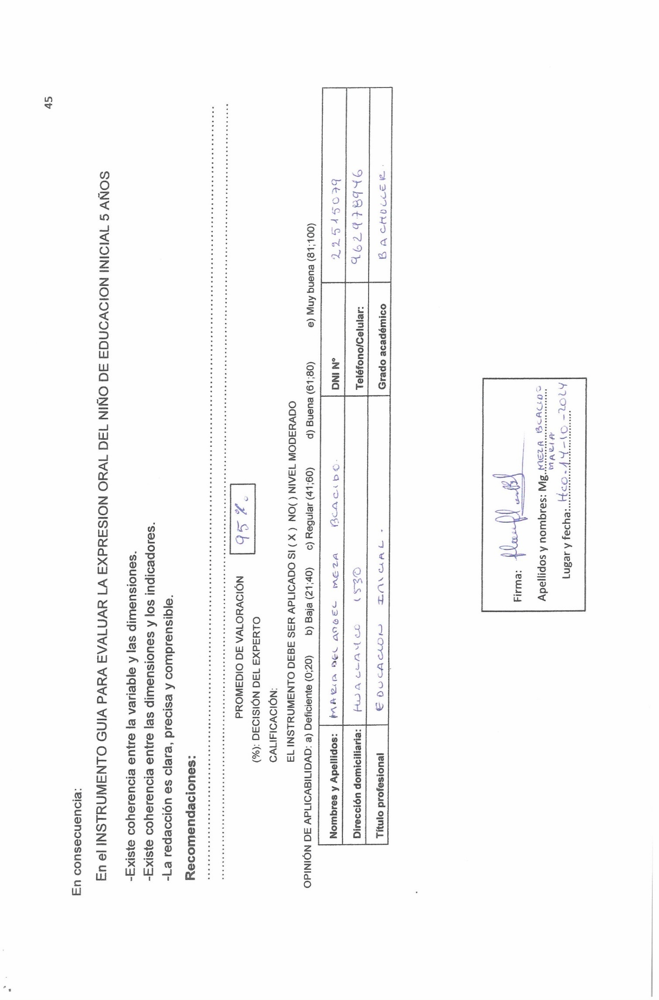 45
En consecuencia:
En el INSTRUMENTO GUIA PARA EVALUAR LA EXPRESION ORAL DEL NIÑO DE EDUCACION INICIAL 5 AÑOS
-Existe coherencia entre la variable y las dimensiones.
-Existe coherencia entre las dimensiones y los indicadores.
-La redacción es clara, precisa y comprensible.
Recomendaciones:
PROMEDIO DE VALORACIÓN 95 %.
(%): DECISIÓN DEL EXPERTO
CALIFICACIÓN:
EL INSTRUMENTO DEBE SER APLICADO SI ( X ) NO( ) NIVEL MODERADO
OPINIÓN DE APLICABILIDAD: a) Deficiente (0;20) b) Baja (21;40) c) Regular (41;60) d) Buena (61;80) e) Muy buena (81;100)
Nombres y Apellidos: MARIA DEL ANGEL MEZA DNI Nº 22515079
Dirección domiciliaria: HUALLAYCO 1530 Teléfono/Celular: 962978946
Título profesional EDUCACION INICIAL. Grado académico BACHILLER.
Firma:
Apellidos y nombres: Mg. MEZA
MARIA
Lugar y fecha: Hco. 14-10-2024